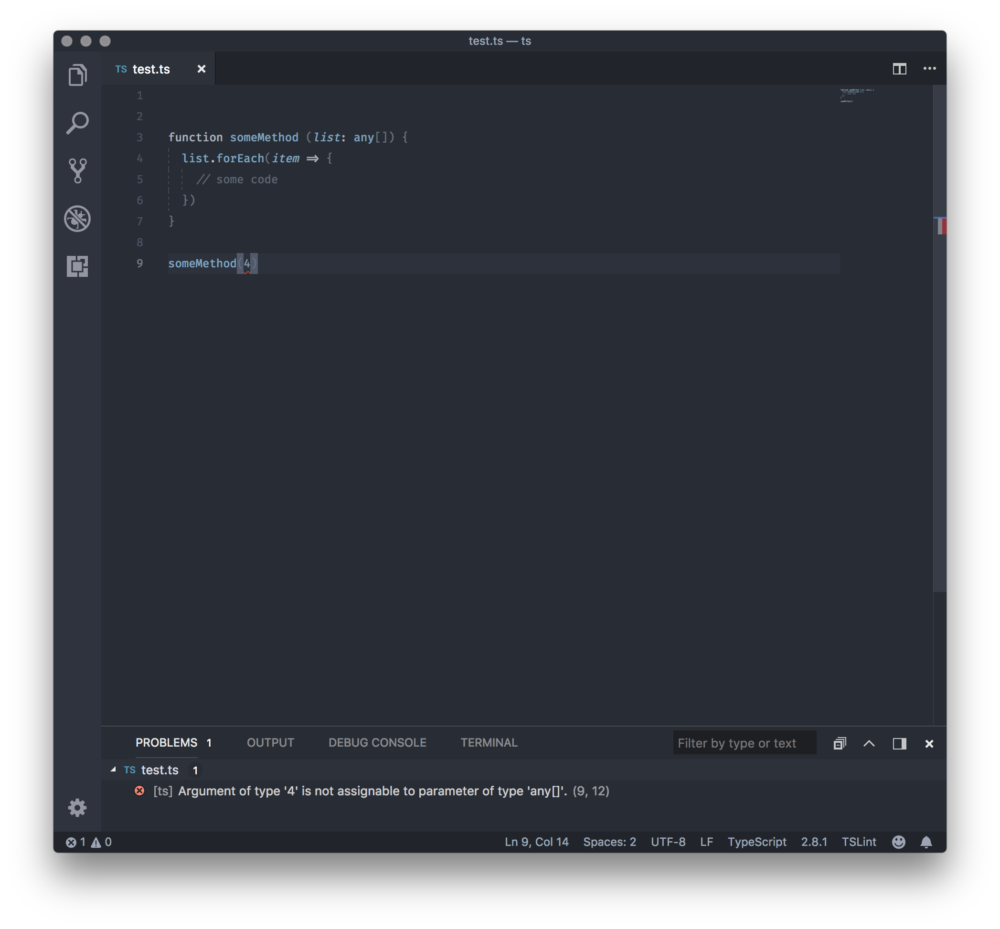 test.ts — ts
TS test.ts
1
2
3 function someMethod (list: any[]) {
4 list.forEach(item => {
5 // some code
6 })
7 }
8
9 someMethod(4)
PROBLEMS 1 OUTPUT DEBUG CONSOLE TERMINAL Filter by type or text
TS test.ts 1
[ts] Argument of type '4' is not assignable to parameter of type 'any[]'. (9, 12)
1 0 Ln 9, Col 14 Spaces: 2 UTF-8 LF TypeScript 2.8.1 TSLint